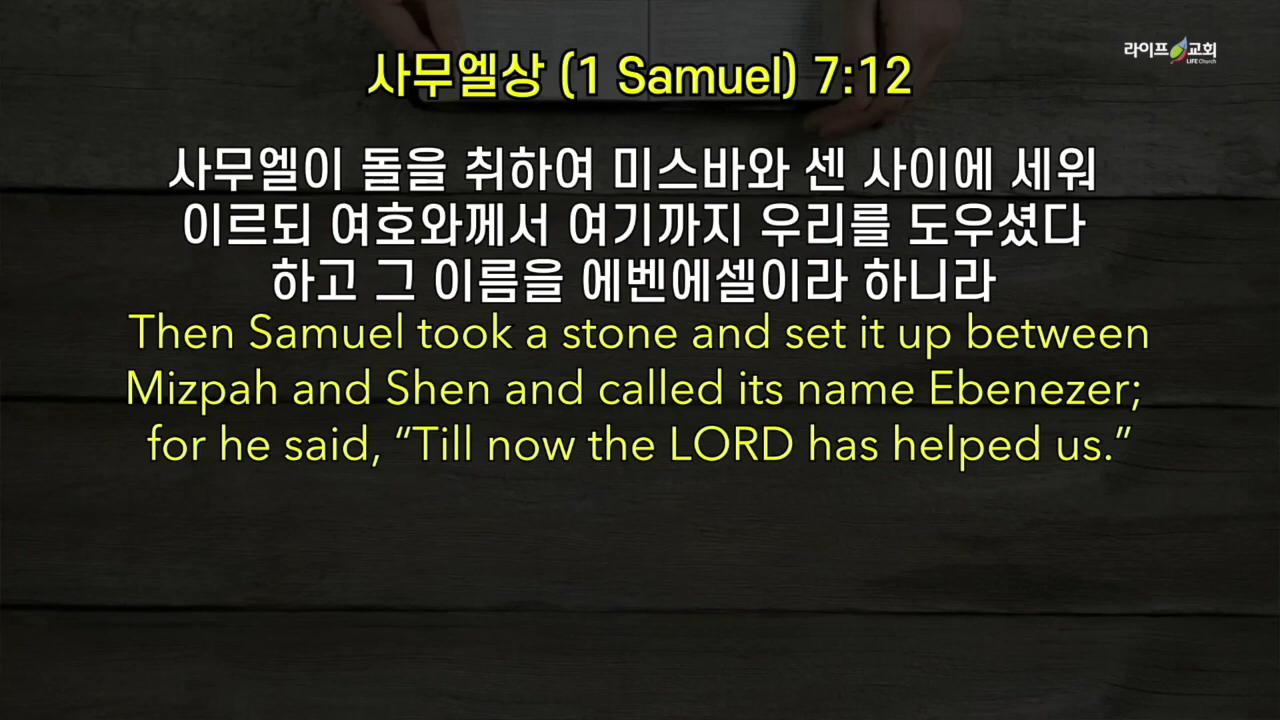 라이프교회
LIFE Church
사무엘상 (1 Samuel) 7:12
사무엘이 돌을 취하여 미스바와 센 사이에 세워
이르되 여호와께서 여기까지 우리를 도우셨다
하고 그 이름을 에벤에셀이라 하니라
Then Samuel took a stone and set it up between
Mizpah and Shen and called its name Ebenezer;
for he said, “Till now the LORD has helped us.”